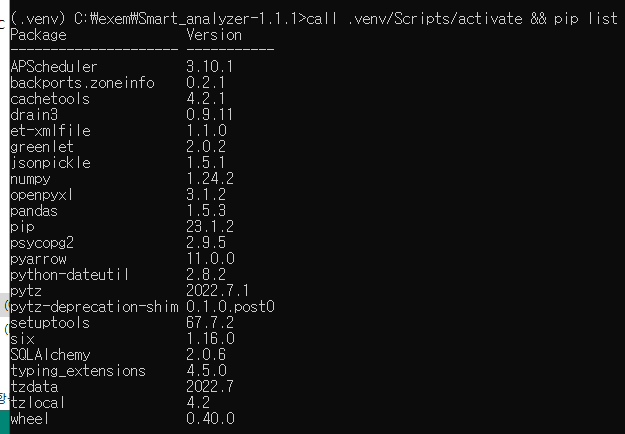 (.venv) C:₩exem₩Smart_analyzer-1.1.1>call .venv/Scripts/activate && pip list
Package              Version
-------------------- -----------
APScheduler          3.10.1
backports.zoneinfo   0.2.1
cachetools           4.2.1
drain3               0.9.11
et-xmlfile           1.1.0
greenlet             2.0.2
jsonpickle           1.5.1
numpy                1.24.2
openpyxl             3.1.2
pandas               1.5.3
pip                  23.1.2
psycopg2             2.9.5
pyarrow              11.0.0
python-dateutil      2.8.2
pytz                 2022.7.1
pytz-deprecation-shim 0.1.0.post0
setuptools           67.7.2
six                  1.16.0
SQLAlchemy           2.0.6
typing_extensions    4.5.0
tzdata               2022.7
tzlocal              4.2
wheel                0.40.0